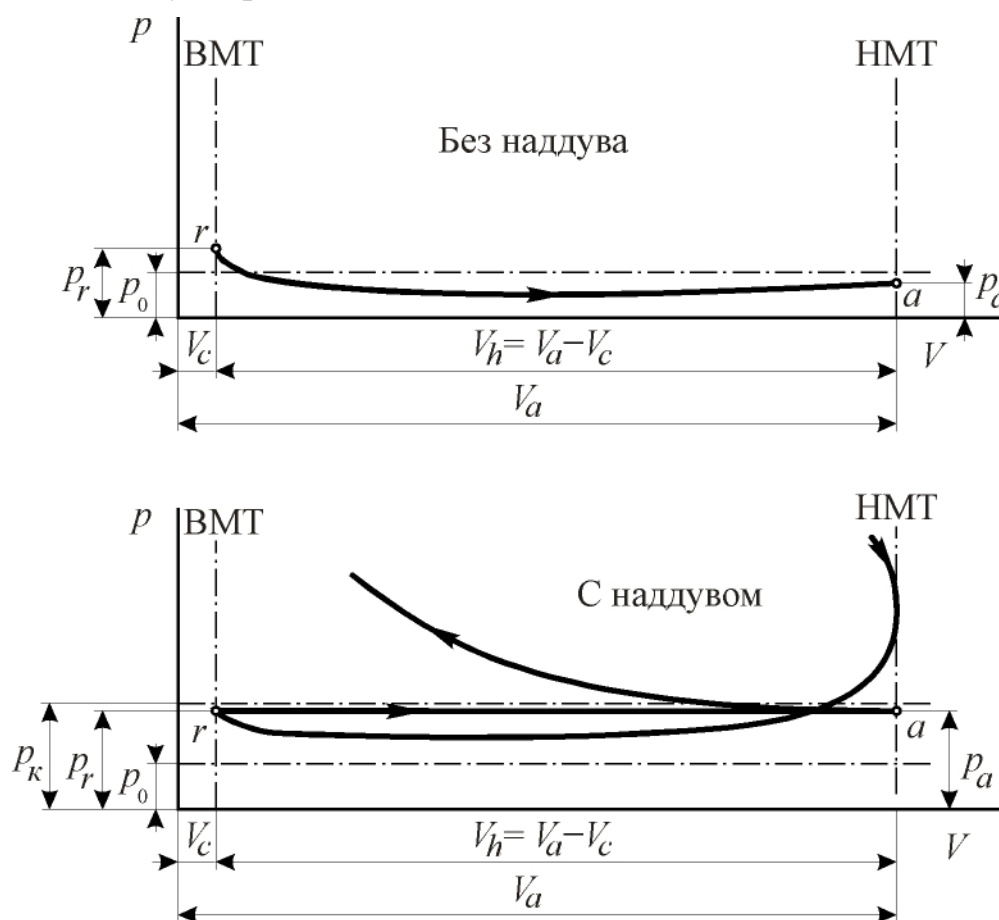 p
ВМТ
НМТ
Без наддува
r
a
p_r
p_0
p_a
V_c
V_h = V_a−V_c
V
V_a
p
ВМТ
НМТ
С наддувом
r
a
p_к
p_r
p_0
p_a
V_c
V_h = V_a−V_c
V
V_a